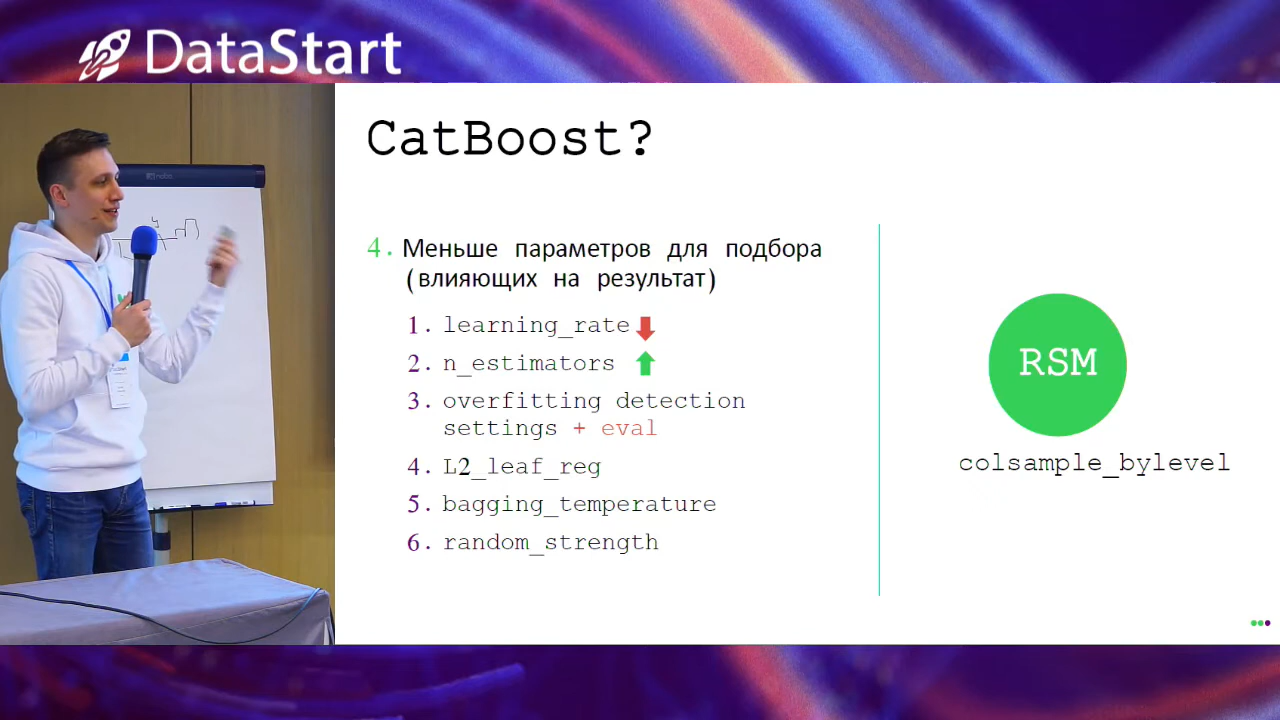 DataStart
CatBoost?
4. Меньше параметров для подбора
(влияющих на результат)
1. learning_rate
2. n_estimators
3. overfitting detection
settings + eval
4. L2_leaf_reg
5. bagging_temperature
6. random_strength
RSM
colsample_bylevel
nobo